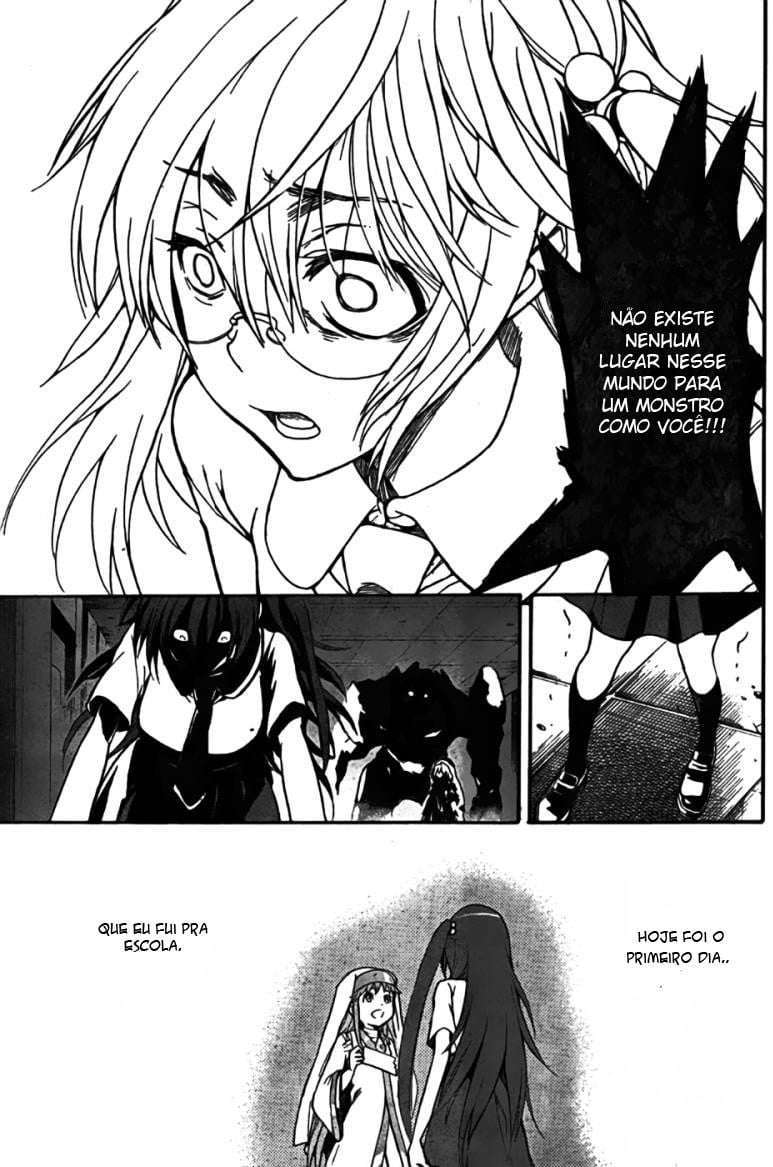 NÃO EXISTE
NENHUM
LUGAR NESSE
MUNDO PARA
UM MONSTRO
COMO VOCÊ!!!
HOJE FOI O
PRIMEIRO DIA..
QUE EU FUI PRA
ESCOLA.